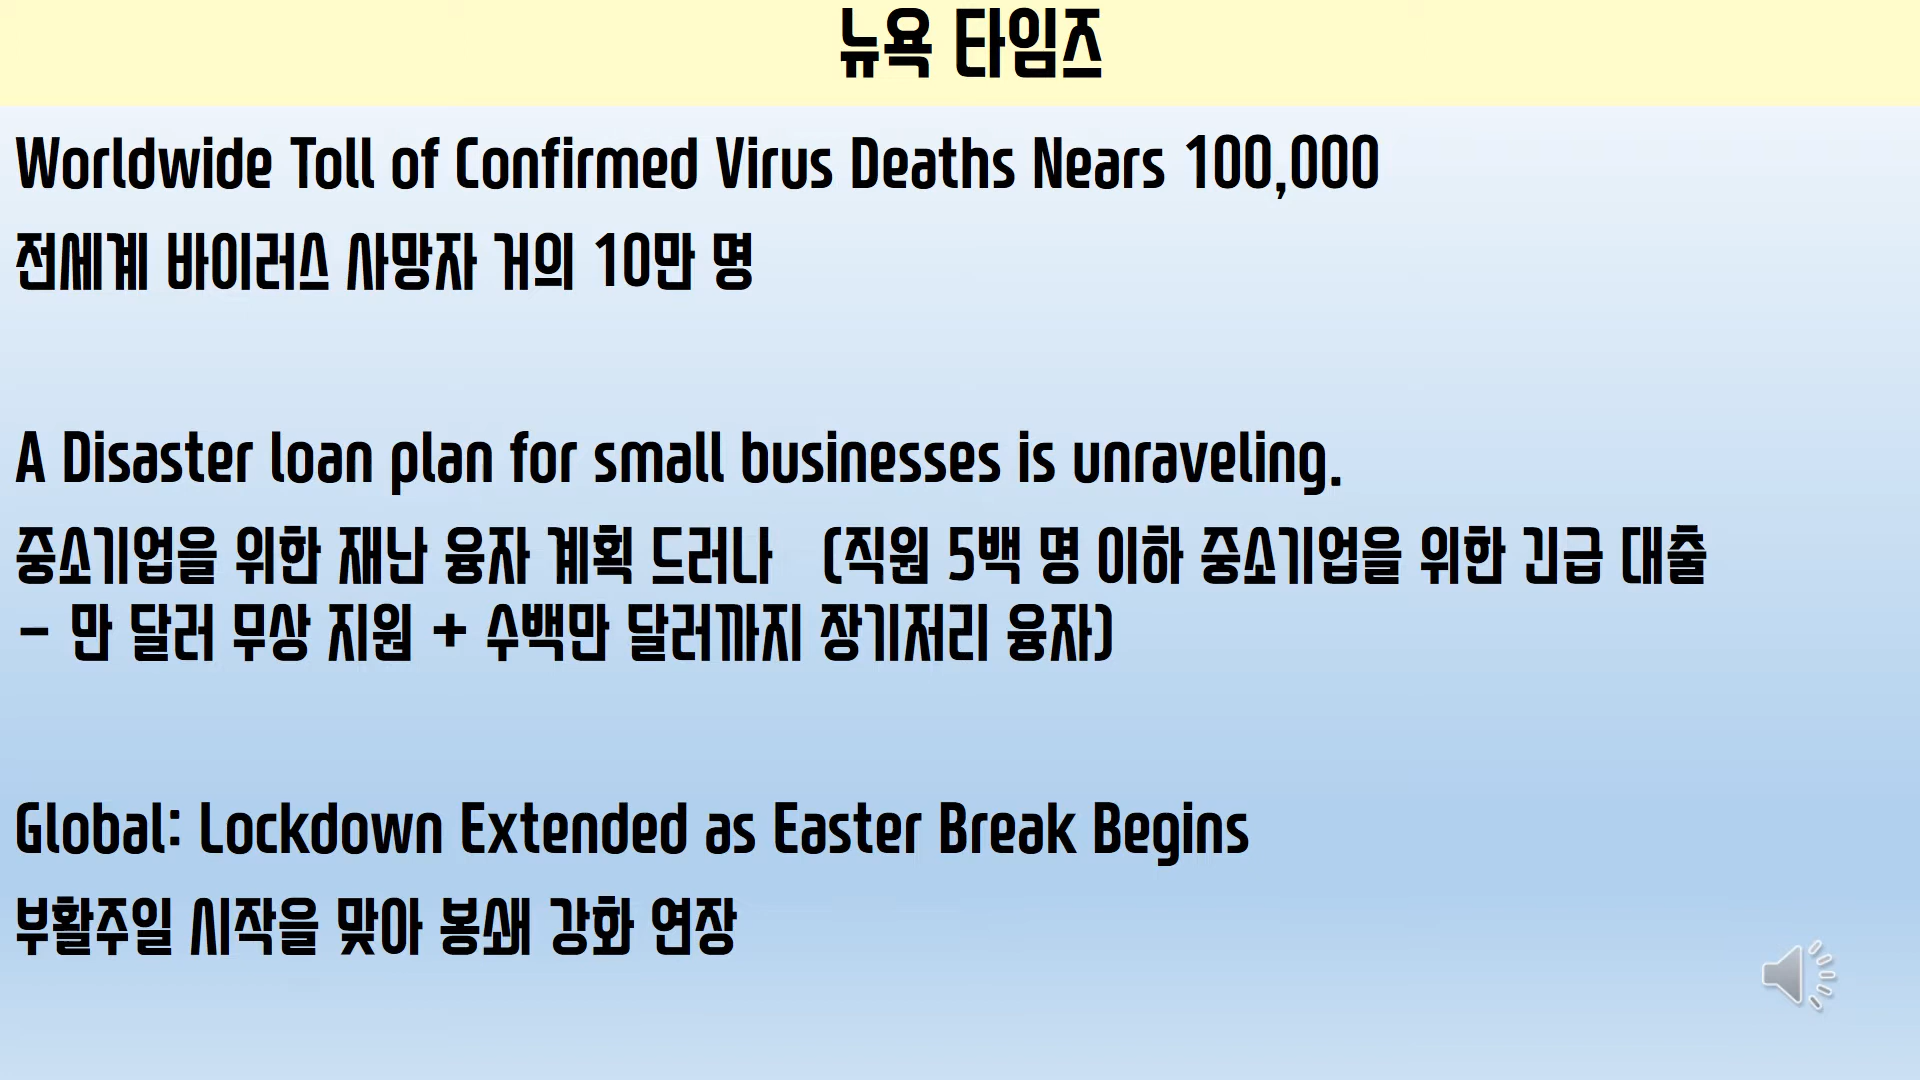 뉴욕 타임즈
Worldwide Toll of Confirmed Virus Deaths Nears 100,000
전세계 바이러스 사망자 거의 10만 명
A Disaster loan plan for small businesses is unraveling.
중소기업을 위한 재난 융자 계획 드러나 (직원 5백 명 이하 중소기업을 위한 긴급 대출
- 만 달러 무상 지원 + 수백만 달러까지 장기저리 융자)
Global: Lockdown Extended as Easter Break Begins
부활주일 시작을 맞아 봉쇄 강화 연장